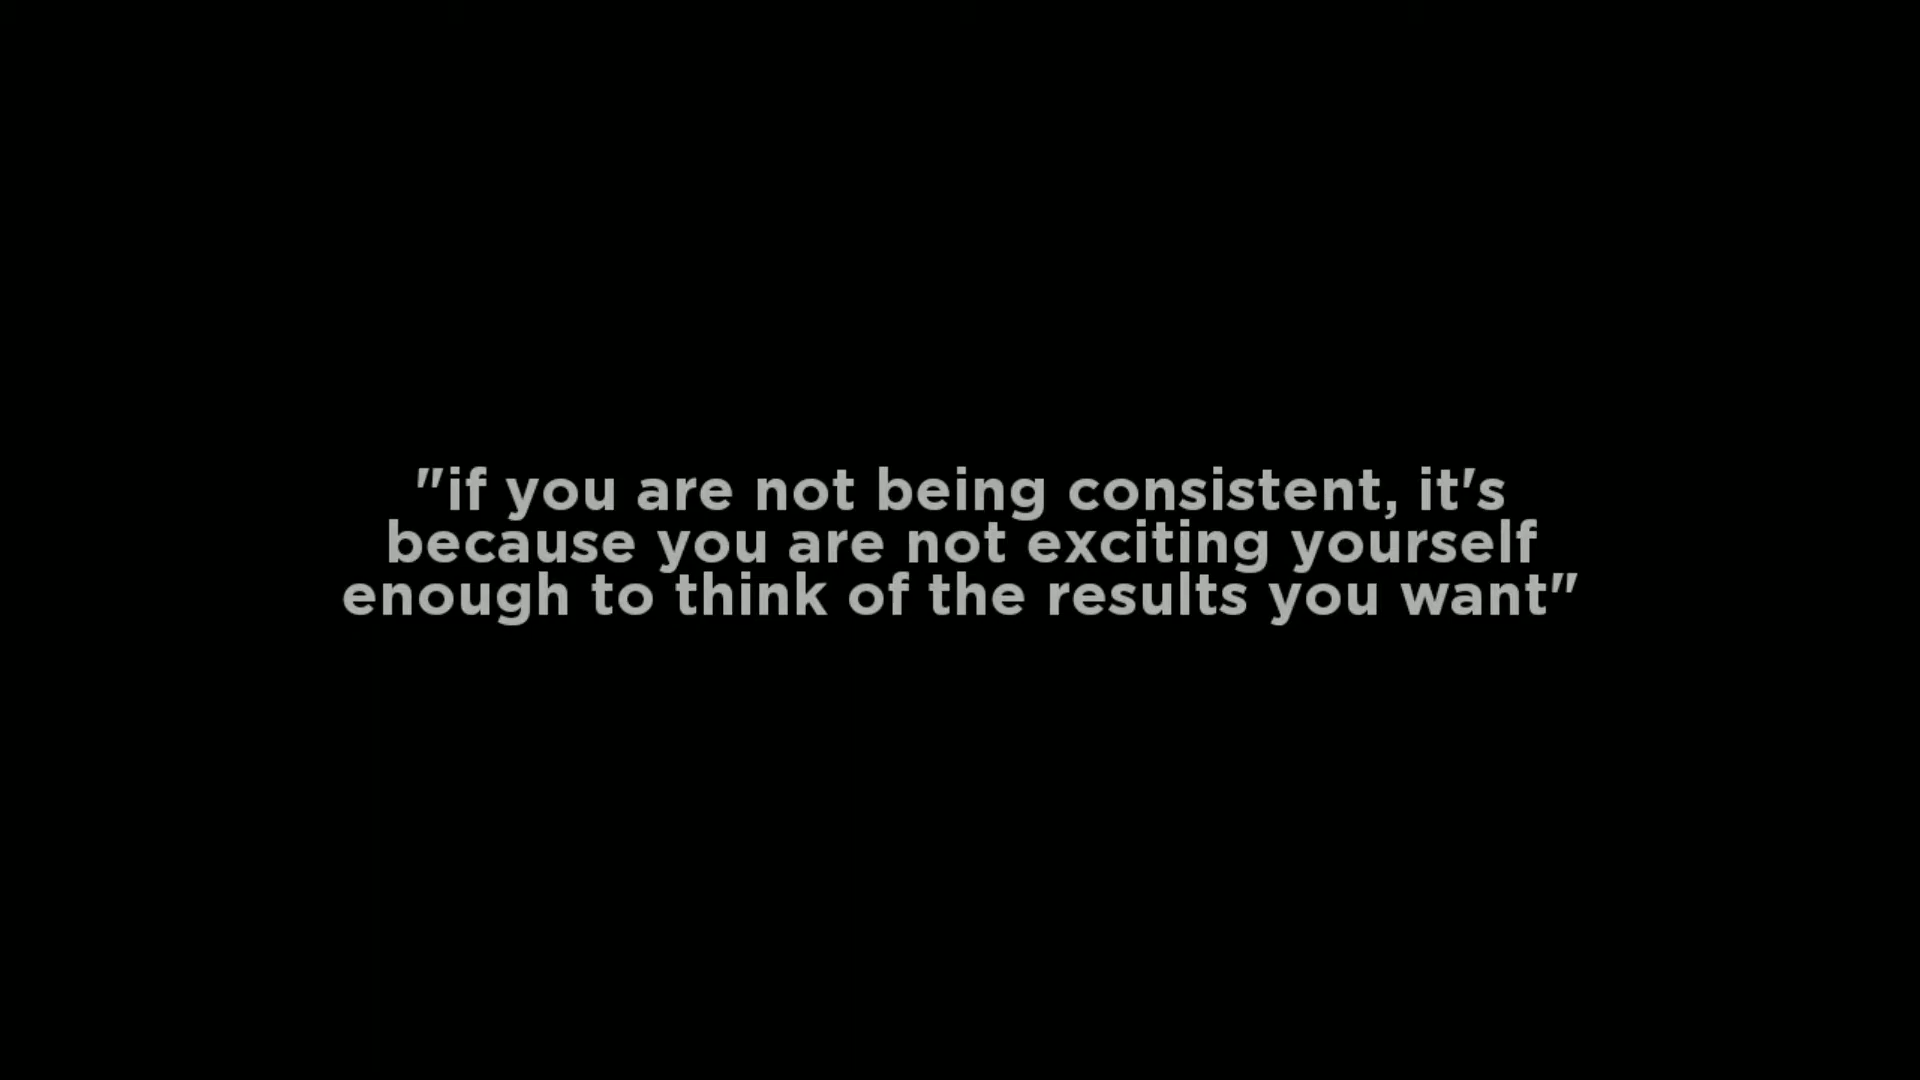 "if you are not being consistent, it's
because you are not exciting yourself
enough to think of the results you want"